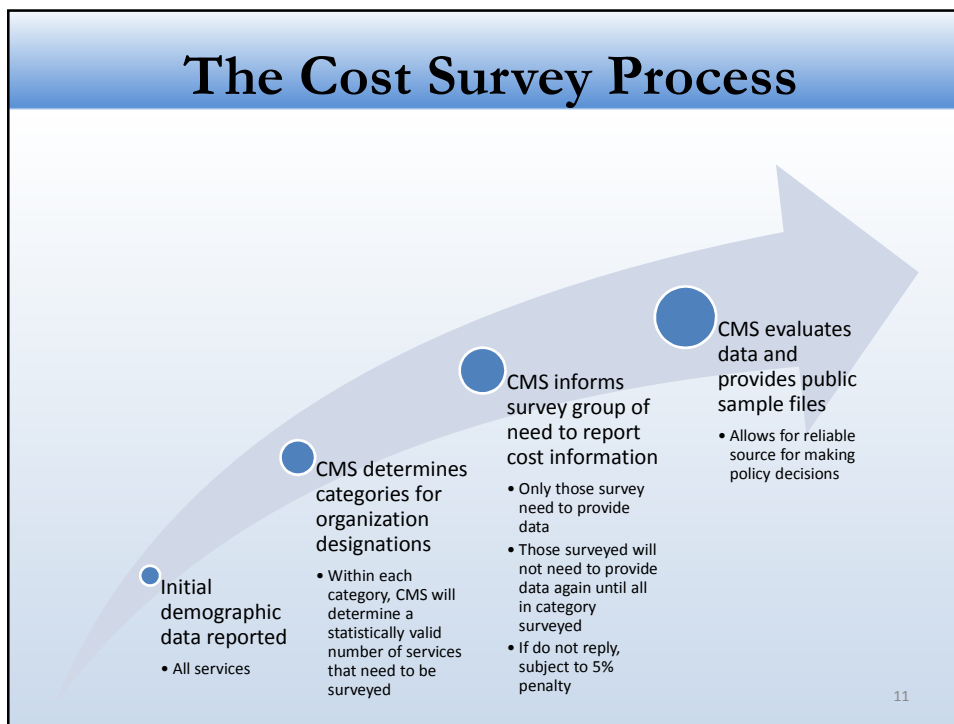 The Cost Survey Process
Initial
demographic
data reported
• All services
CMS determines
categories for
organization
designations
• Within each
category, CMS will
determine a
statistically valid
number of services
that need to be
surveyed
CMS informs
survey group of
need to report
cost information
• Only those survey
need to provide
data
• Those surveyed will
not need to provide
data again until all
in category
surveyed
• If do not reply,
subject to 5%
penalty
CMS evaluates
data and
provides public
sample files
• Allows for reliable
source for making
policy decisions
11